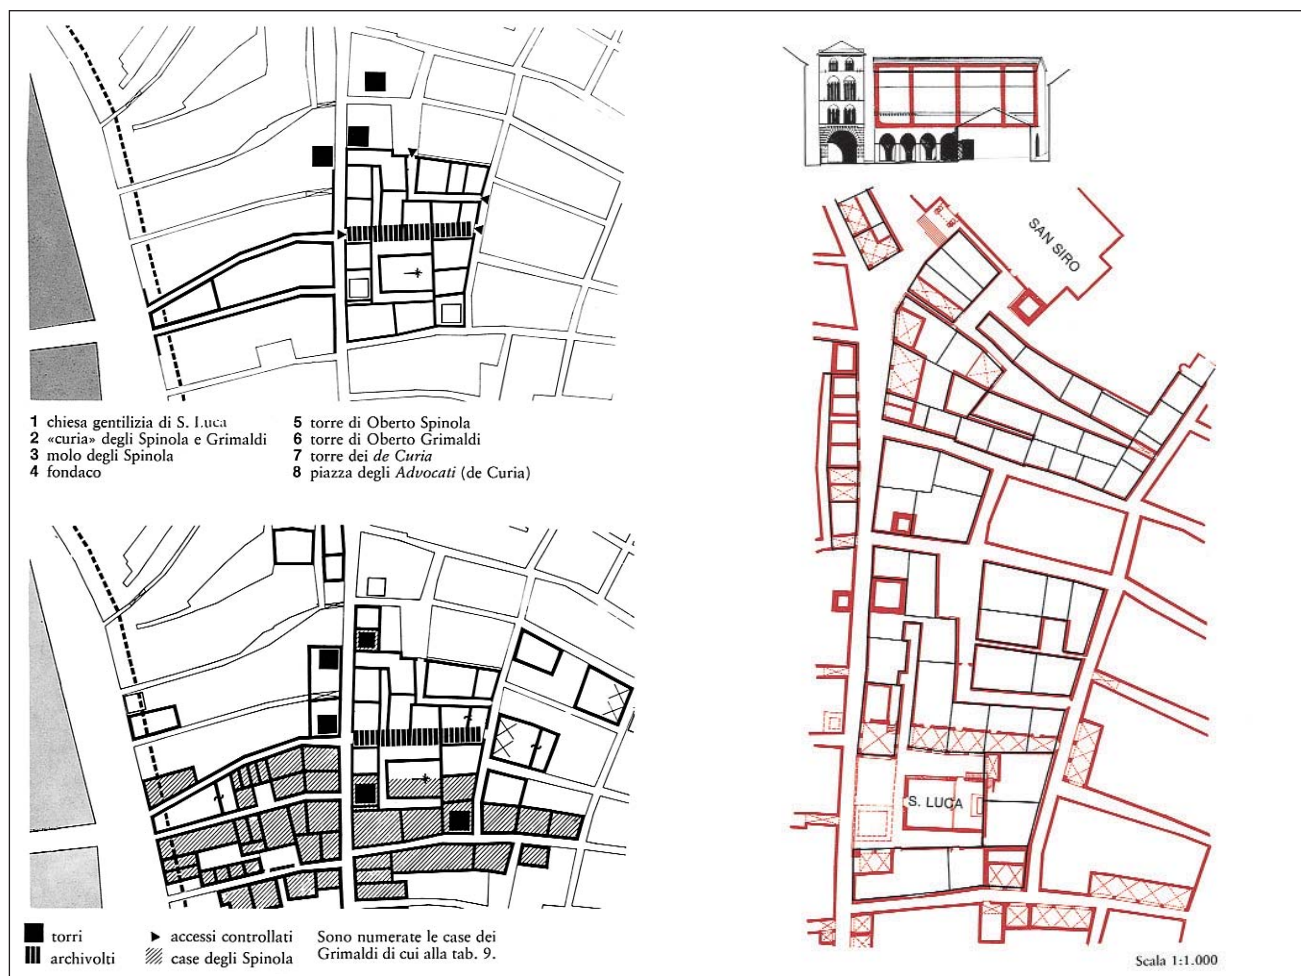 1 chiesa gentilizia di S. Luca
2 «curia» degli Spinola e Grimaldi
3 molo degli Spinola
4 fondaco
5 torre di Oberto Spinola
6 torre di Oberto Grimaldi
7 torre dei de Curia
8 piazza degli Advocati (de Curia)
torri
archivolti
accessi controllati
case degli Spinola
Sono numerate le case dei
Grimaldi di cui alla tab. 9.
SAN SIRO
S. LUCA
Scala 1:1.000